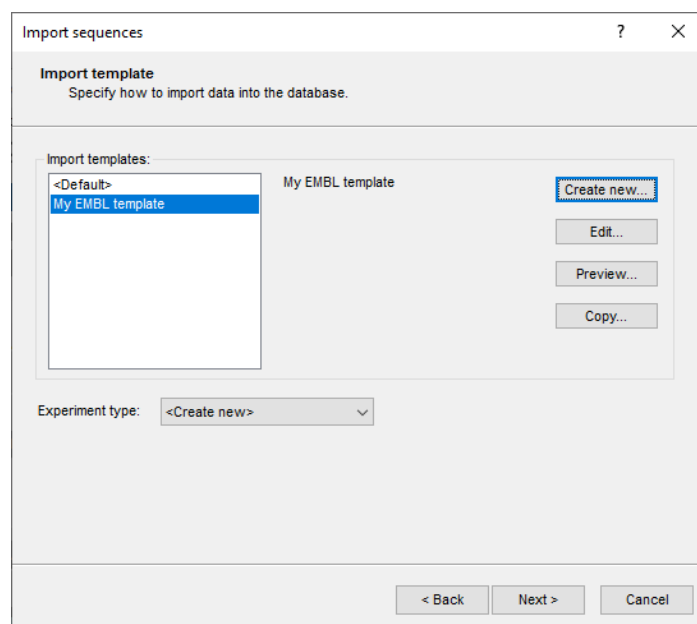 Import sequences
?
Import template
Specify how to import data into the database.
Import templates:
<Default>
My EMBL template
My EMBL template
Create new...
Edit...
Preview...
Copy...
Experiment type:
<Create new>
< Back
Next >
Cancel